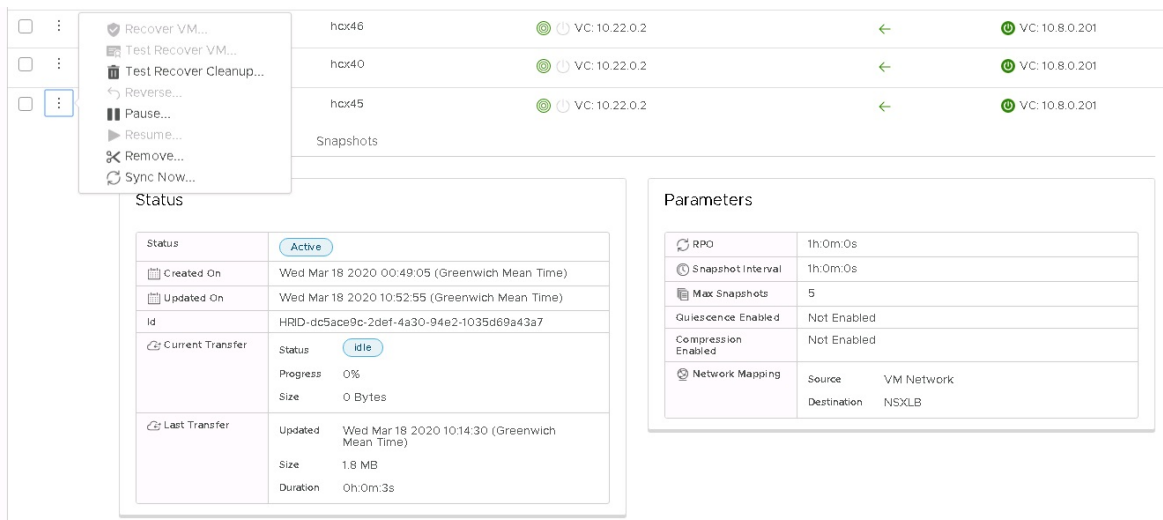 Recover VM...
Test Recover VM...
Test Recover Cleanup...
Reverse...
Pause...
Resume...
Remove...
Sync Now...
hcx46 VC: 10.22.0.2 VC: 10.8.0.201
hcx40 VC: 10.22.0.2 VC: 10.8.0.201
hcx45 VC: 10.22.0.2 VC: 10.8.0.201
Snapshots
Status
Status Active
Created On Wed Mar 18 2020 00:49:05 (Greenwich Mean Time)
Updated On Wed Mar 18 2020 10:52:55 (Greenwich Mean Time)
Id HRID-dc5ace9c-2def-4a30-94e2-1035d69a43a7
Current Transfer Status idle
Progress 0%
Size 0 Bytes
Last Transfer Updated Wed Mar 18 2020 10:14:30 (Greenwich
Mean Time)
Size 1.8 MB
Duration 0h:0m:3s
Parameters
RPO 1h:0m:0s
Snapshot Interval 1h:0m:0s
Max Snapshots 5
Quiescence Enabled Not Enabled
Compression Not Enabled
Enabled
Network Mapping Source VM Network
Destination NSXLB